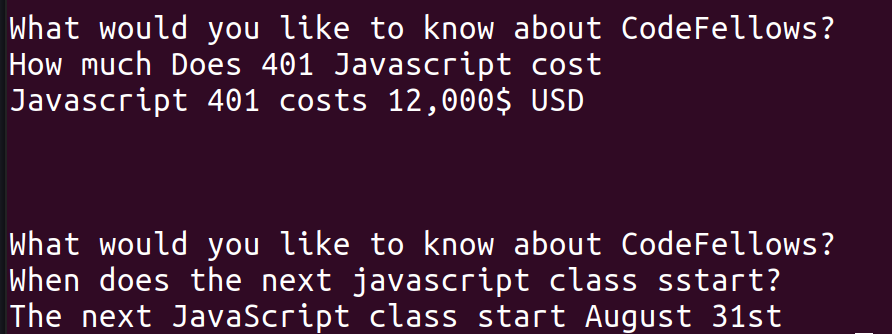 What would you like to know about CodeFellows?
How much Does 401 Javascript cost
Javascript 401 costs 12,000$ USD
What would you like to know about CodeFellows?
When does the next javascript class sstart?
The next JavaScript class start August 31st